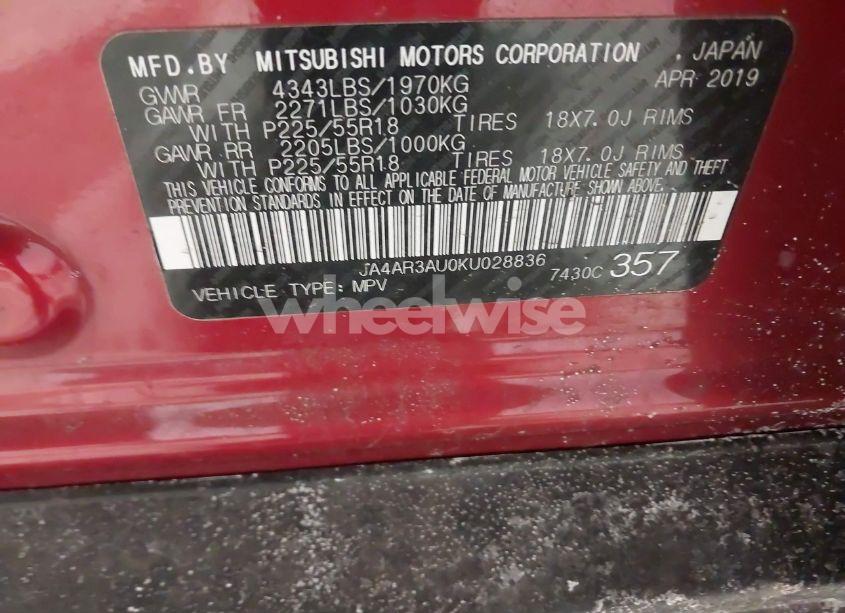 MFD.BY MITSUBISHI MOTORS CORPORATION , JAPAN
GVWR 4343LBS/1970KG APR 2019
GAWR FR 2271LBS/1030KG
WITH P225/55R18 TIRES 18X7.0J RIMS
GAWR RR 2205LBS/1000KG
WITH P225/55R18 TIRES 18X7.0J RIMS
THIS VEHICLE CONFORMS TO ALL APPLICABLE FEDERAL MOTOR VEHICLE SAFETY AND THEFT
PREVENTION STANDARDS IN EFFECT ON THE DATE OF MANUFACTURE SHOWN ABOVE.
JA4AR3AU0KU028836
VEHICLE TYPE: MPV 7430C 357
wheelwise